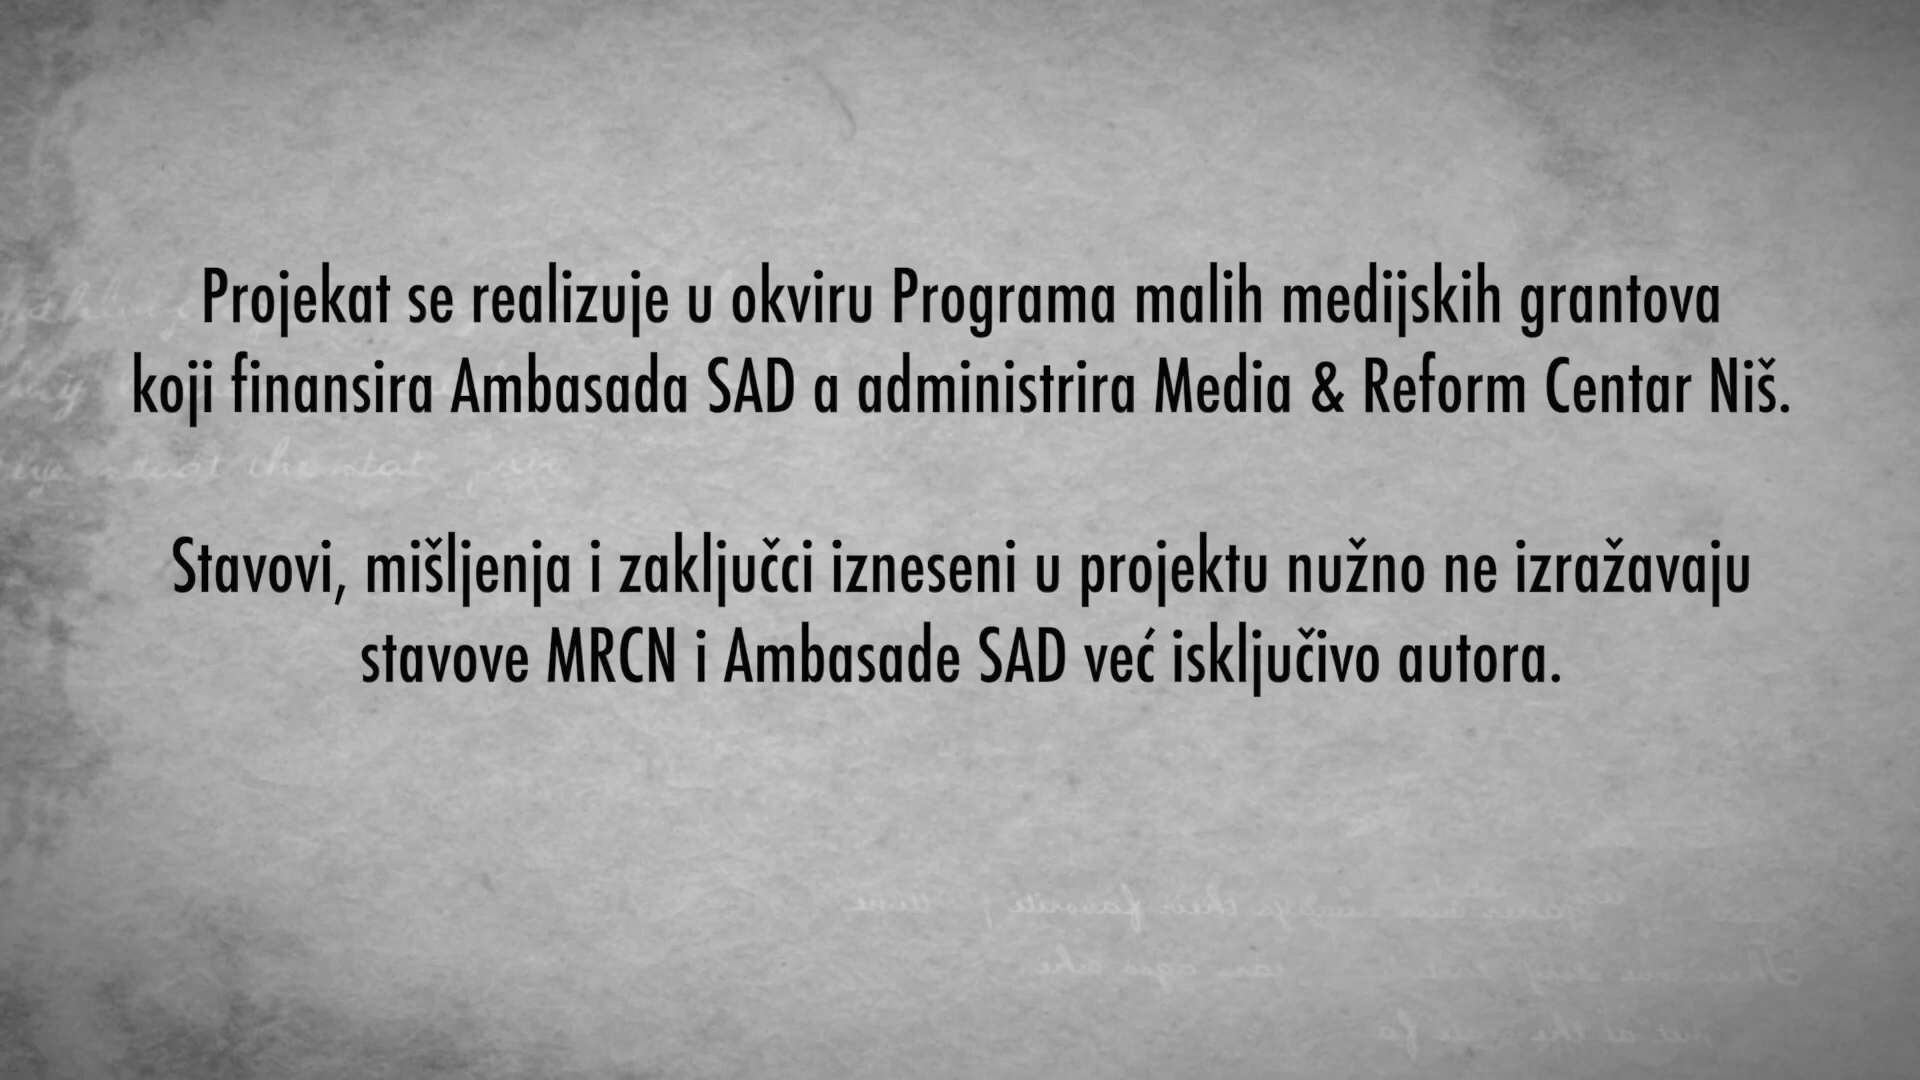 Projekat se realizuje u okviru Programa malih medijskih grantova
koji finansira Ambasada SAD a administrira Media & Reform Centar Niš.
Stavovi, mišljenja i zaključci izneseni u projektu nužno ne izražavaju
stavove MRCN i Ambasade SAD već isključivo autora.